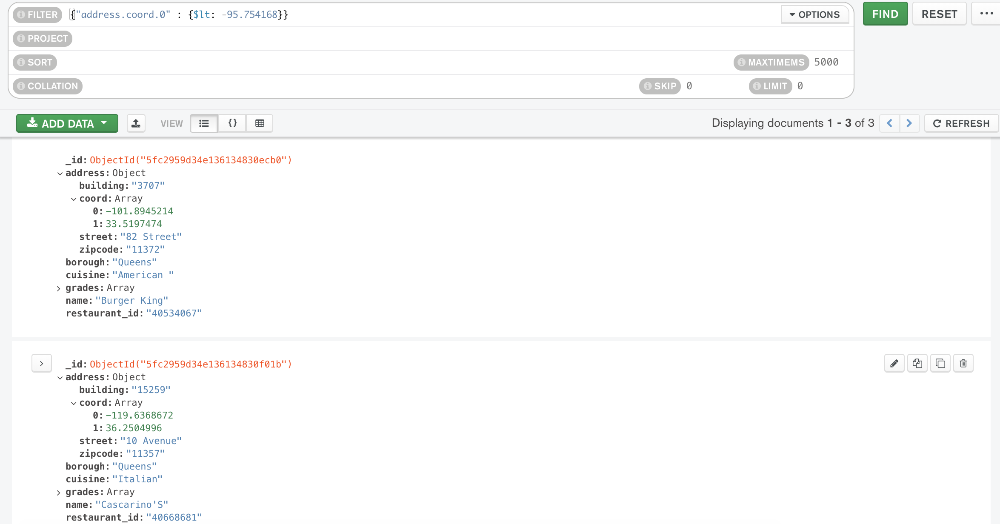 FILTER {"address.coord.0" : {$lt: -95.754168}} OPTIONS FIND RESET ...
PROJECT
SORT MAXTIMEMS 5000
COLLATION SKIP 0 LIMIT 0
ADD DATA VIEW {} Displaying documents 1 - 3 of 3 REFRESH
_id: ObjectId("5fc2959d34e136134830ecb0")
address: Object
building: "3707"
coord: Array
0: -101.8945214
1: 33.5197474
street: "82 Street"
zipcode: "11372"
borough: "Queens"
cuisine: "American "
grades: Array
name: "Burger King"
restaurant_id: "40534067"
_id: ObjectId("5fc2959d34e136134830f01b")
address: Object
building: "15259"
coord: Array
0: -119.6368672
1: 36.2504996
street: "10 Avenue"
zipcode: "11357"
borough: "Queens"
cuisine: "Italian"
grades: Array
name: "Cascarino'S"
restaurant_id: "40668681"